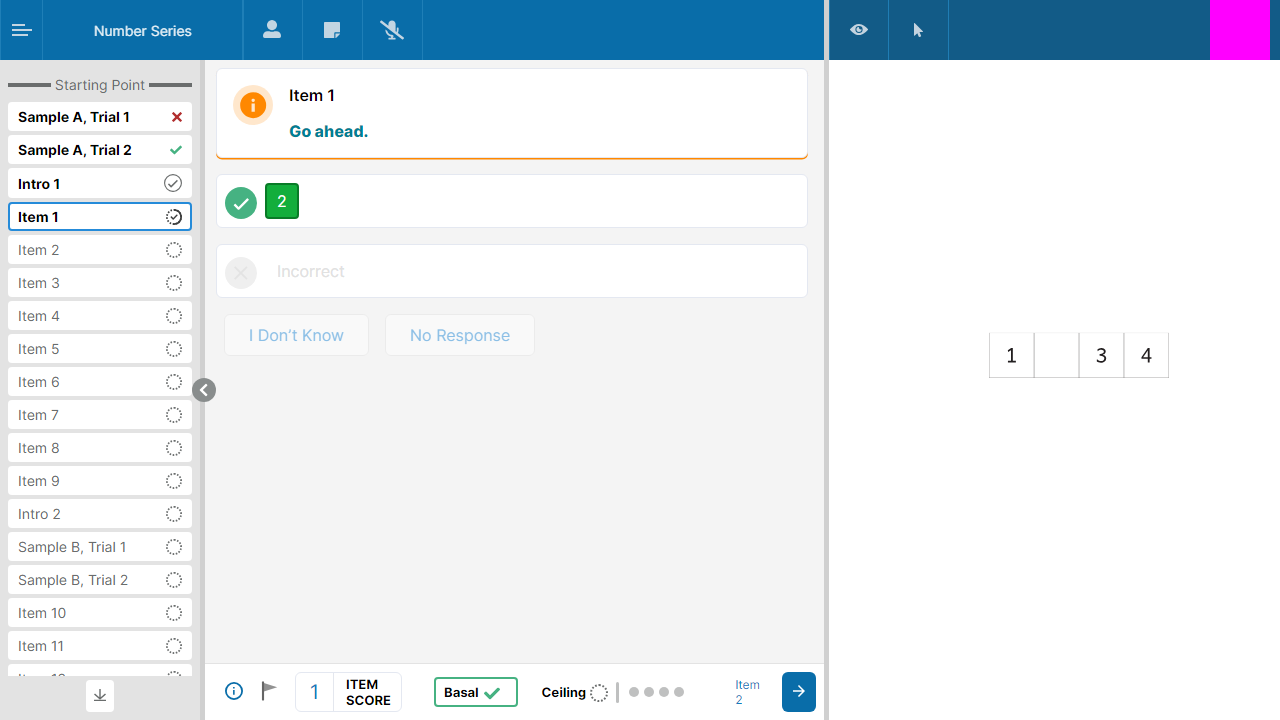 Number Series
Starting Point
Sample A, Trial 1
Sample A, Trial 2
Intro 1
Item 1
Item 2
Item 3
Item 4
Item 5
Item 6
Item 7
Item 8
Item 9
Intro 2
Sample B, Trial 1
Sample B, Trial 2
Item 10
Item 11
Item 1
Go ahead.
2
Incorrect
I Don't Know
No Response
1
ITEM
SCORE
Basal
Ceiling
Item
2
1 3 4